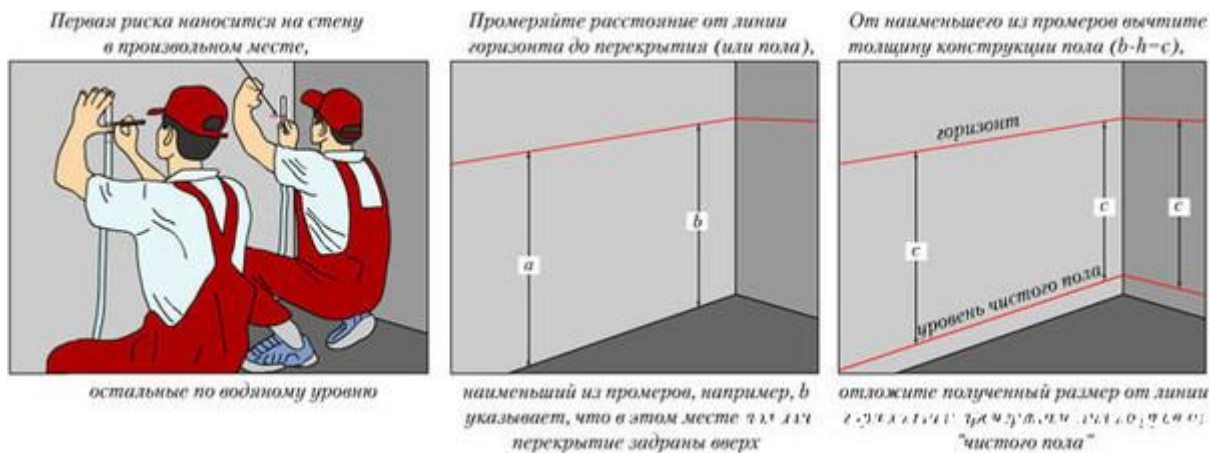 Первая риска наносится на стену
в произвольном месте,
остальные по водяному уровню
Промеряйте расстояние от линии
горизонта до перекрытия (или пола),
a
b
наименьший из промеров, например, b
указывает, что в этом месте
перекрытие задраны вверх
От наименьшего из промеров вычтите
толщину конструкции пола (b-h=c),
горизонт
c
c
c
уровень чистого пола
отложите полученный размер от линии
"чистого пола"